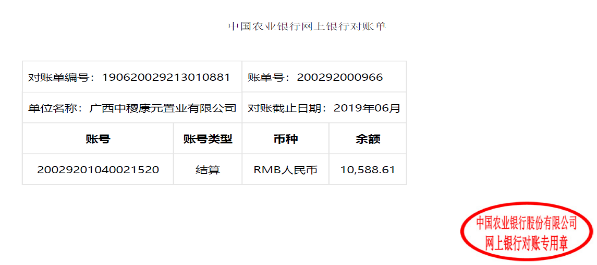 中国农业银行网上银行对账单
对账单编号：190620029213010881 账单号：200292000966
单位名称：广西中稷康元置业有限公司 对账截止日期：2019年06月
账号 账号类型 币种 余额
20029201040021520 结算 RMB人民币 10,588.61
中国农业银行股份有限公司
网上银行对账专用章